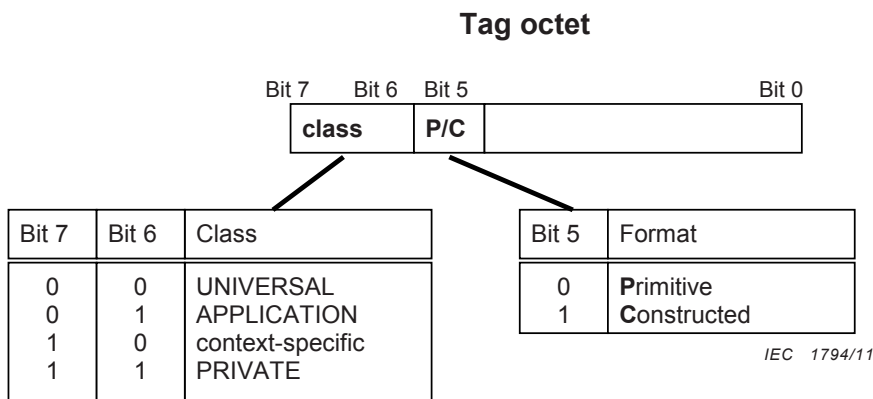 Tag octet
Bit 7 Bit 6 Bit 5 Bit 0
class P/C
Bit 7 Bit 6 Class
0 0 UNIVERSAL
0 1 APPLICATION
1 0 context-specific
1 1 PRIVATE
Bit 5 Format
0 Primitive
1 Constructed
IEC 1794/11